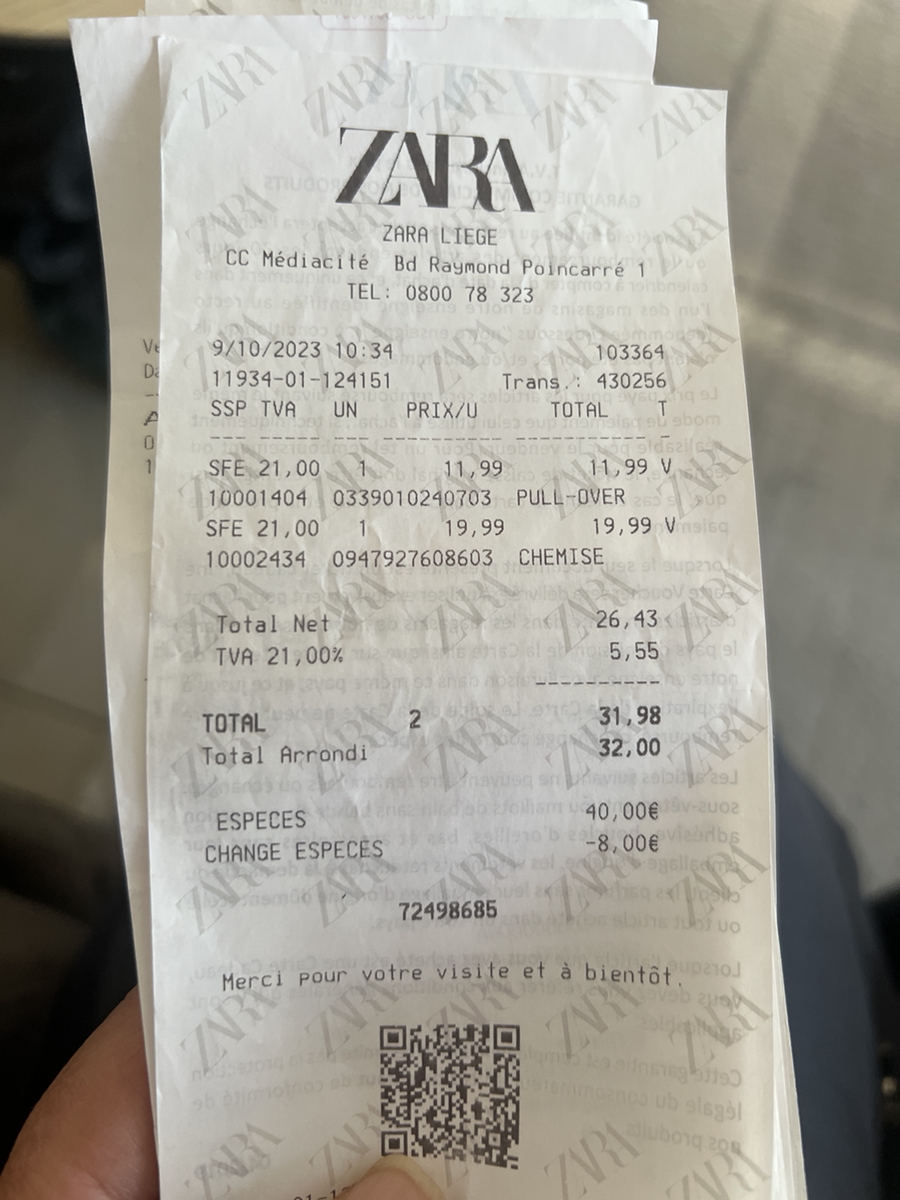 ZARA
ZARA LIEGE
CC Médiacité Bd Raymond Poincarré 1
TEL: 0800 78 323
9/10/2023 10:34 103364
11934-01-124151 Trans.: 430256
SSP TVA UN PRIX/U TOTAL T
SFE 21,00 1 11,99 11,99 V
10001404 0339010240703 PULL-OVER
SFE 21,00 1 19,99 19,99 V
10002434 0947927608603 CHEMISE
Total Net 26,43
TVA 21,00% 5,55
TOTAL 2 31,98
Total Arrondi 32,00
ESPECES 40,00€
CHANGE ESPECES -8,00€
72498685
Merci pour votre visite et à bientôt.